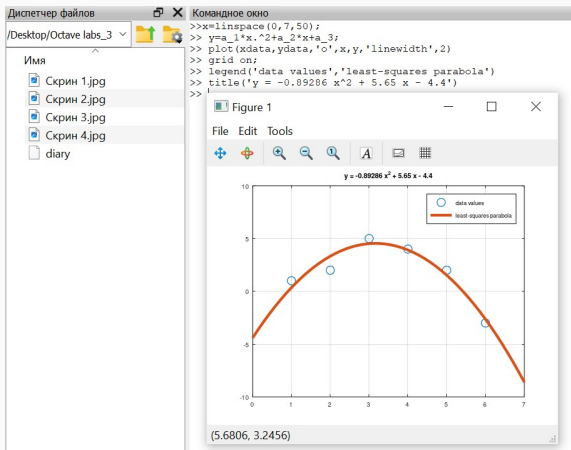 Диспетчер файлов
/Desktop/Octave labs_3
Имя
Скрин 1.jpg
Скрин 2.jpg
Скрин 3.jpg
Скрин 4.jpg
diary
Командное окно
>>x=linspace(0,7,50);
>> y=a_1*x.^2+a_2*x+a_3;
>> plot(xdata,ydata,'o',x,y,'linewidth',2)
>> grid on;
>> legend('data values','least-squares parabola')
>> title('y = -0.89286 x^2 + 5.65 x - 4.4')
>>
Figure 1
File Edit Tools
A
y = -0.89286 x² + 5.65 x - 4.4
data values
least-squares parabola
10
5
0
-5
-10
0 1 2 3 4 5 6 7
(5.6806, 3.2456)